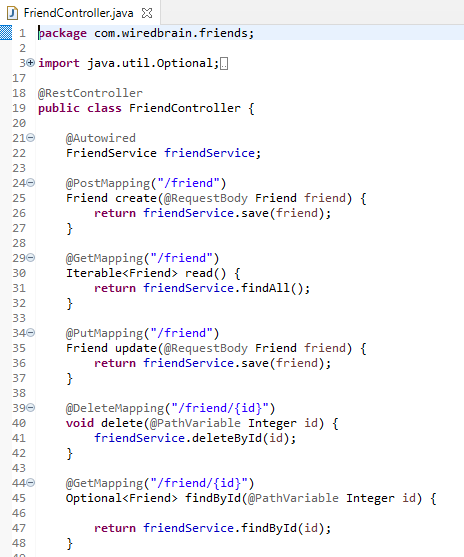 FriendController.java
1 package com.wiredbrain.friends;
2
3 import java.util.Optional;
17
18 @RestController
19 public class FriendController {
20
21 @Autowired
22 FriendService friendService;
23
24 @PostMapping("/friend")
25 Friend create(@RequestBody Friend friend) {
26 return friendService.save(friend);
27 }
28
29 @GetMapping("/friend")
30 Iterable<Friend> read() {
31 return friendService.findAll();
32 }
33
34 @PutMapping("/friend")
35 Friend update(@RequestBody Friend friend) {
36 return friendService.save(friend);
37 }
38
39 @DeleteMapping("/friend/{id}")
40 void delete(@PathVariable Integer id) {
41 friendService.deleteById(id);
42 }
43
44 @GetMapping("/friend/{id}")
45 Optional<Friend> findById(@PathVariable Integer id) {
46
47 return friendService.findById(id);
48 }